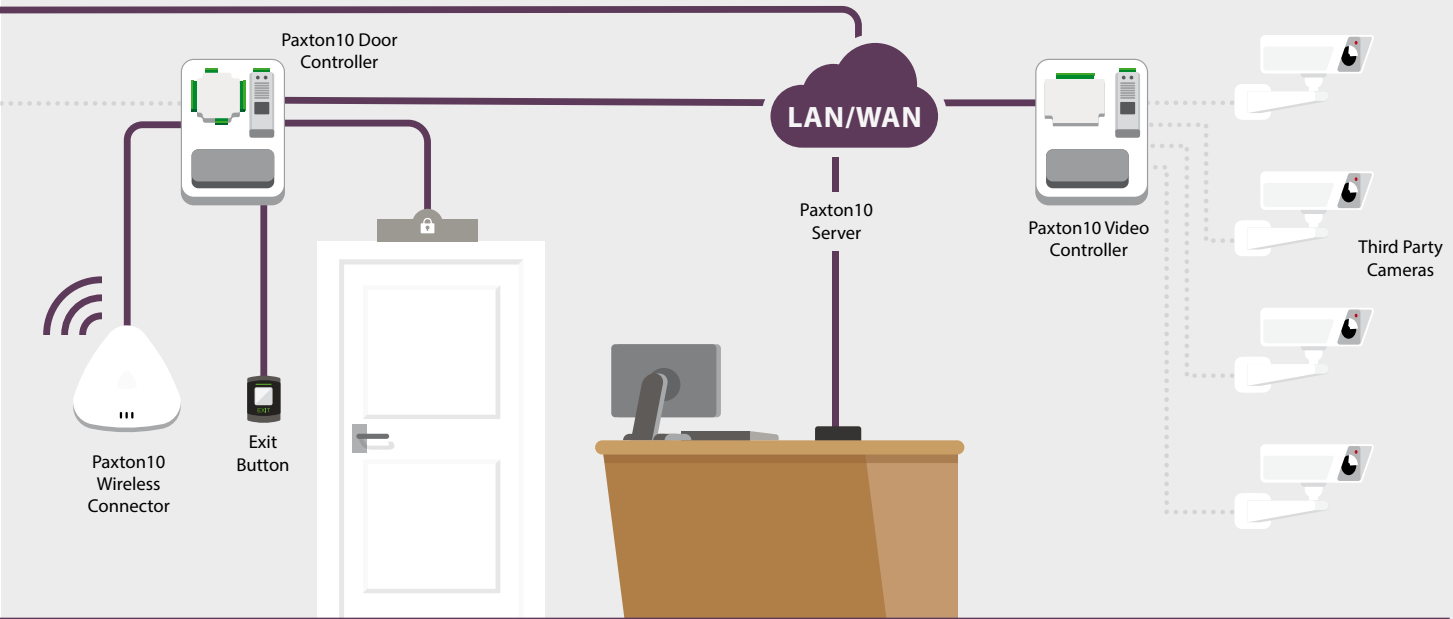 Paxton10 Door
Controller
LAN/WAN
Paxton10
Server
Paxton10 Video
Controller
Third Party
Cameras
EXIT
Exit
Button
Paxton10
Wireless
Connector